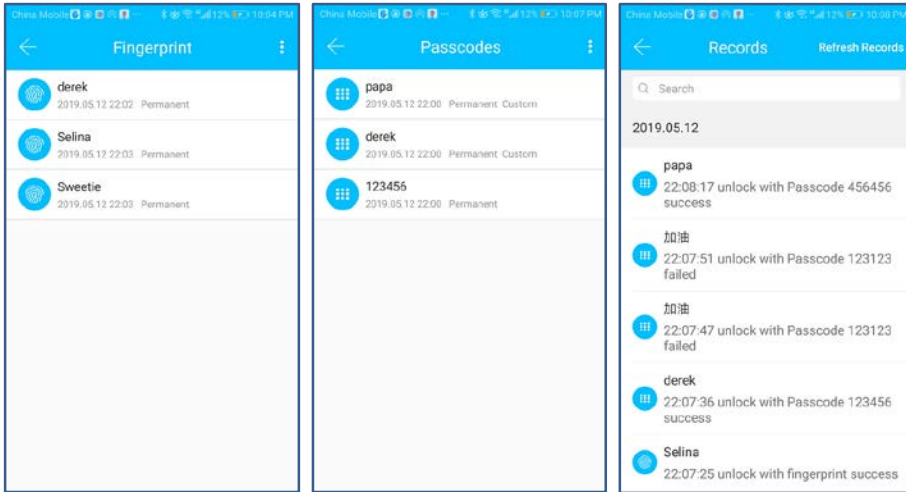 China Mobile 12% 10:04 PM
Fingerprint
derek
2019.05.12 22:02 Permanent
Selina
2019.05.12 22:03 Permanent
Sweetie
2019.05.12 22:03 Permanent
China Mobile 12% 10:07 PM
Passcodes
papa
2019.05.12 22:00 Permanent Custom
derek
2019.05.12 22:00 Permanent Custom
123456
2019.05.12 22:00 Permanent
China Mobile 12% 10:08 PM
Records Refresh Records
Search
2019.05.12
papa
22:08:17 unlock with Passcode 456456
success
加油
22:07:51 unlock with Passcode 123123
failed
加油
22:07:47 unlock with Passcode 123123
failed
derek
22:07:36 unlock with Passcode 123456
success
Selina
22:07:25 unlock with fingerprint success